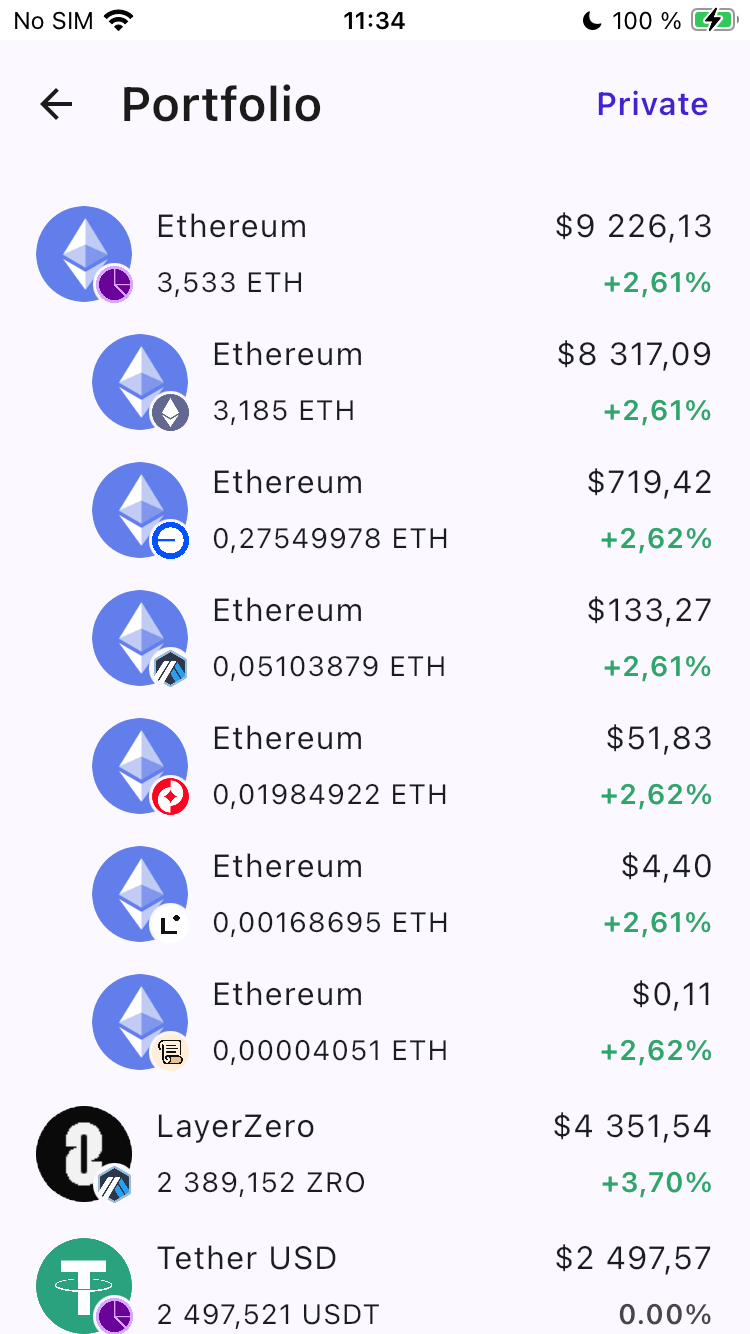 No SIM 11:34 100 %
Portfolio Private
Ethereum $9 226,13
3,533 ETH +2,61%
Ethereum $8 317,09
3,185 ETH +2,61%
Ethereum $719,42
0,27549978 ETH +2,62%
Ethereum $133,27
0,05103879 ETH +2,61%
Ethereum $51,83
0,01984922 ETH +2,62%
Ethereum $4,40
0,00168695 ETH +2,61%
Ethereum $0,11
0,00004051 ETH +2,62%
LayerZero $4 351,54
2 389,152 ZRO +3,70%
Tether USD $2 497,57
2 497,521 USDT 0.00%